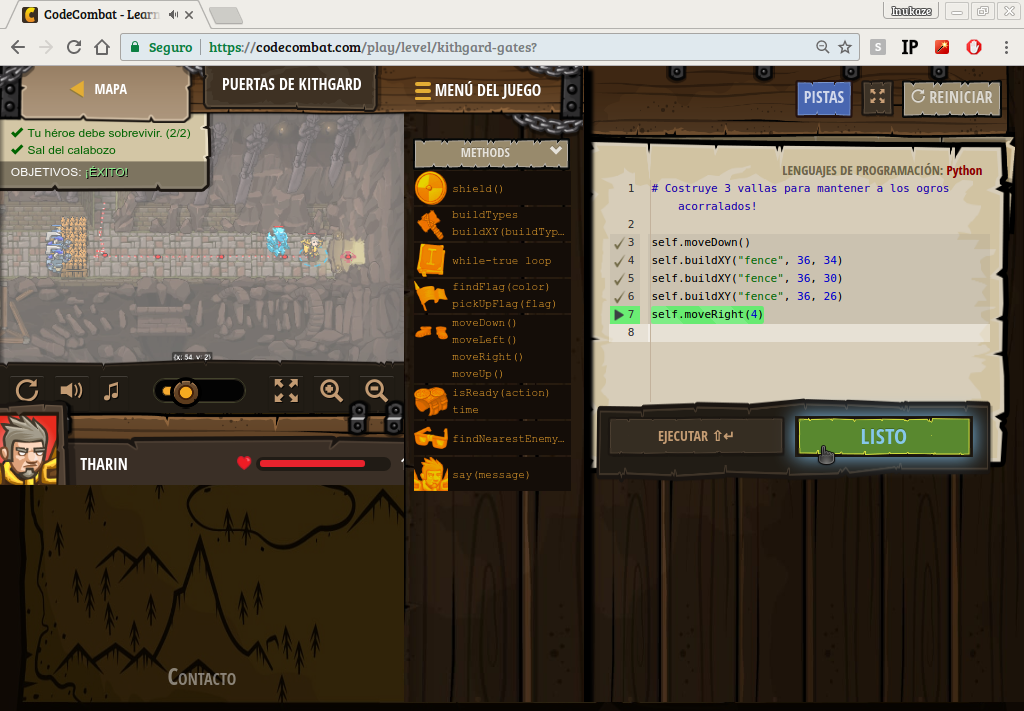 CodeCombat - Learn
Inukaze
Seguro
https://codecombat.com/play/level/kithgard-gates?
S
IP
MAPA
PUERTAS DE KITHGARD
MENÚ DEL JUEGO
PISTAS
REINICIAR
Tu héroe debe sobrevivir. (2/2)
Sal del calabozo
OBJETIVOS: ¡ÉXITO!
METHODS
shield()
buildTypes
buildXY(buildTyp…
while-true loop
findFlag(color)
pickUpFlag(flag)
moveDown()
moveLeft()
moveRight()
moveUp()
isReady(action)
time
findNearestEnemy…
say(message)
LENGUAJES DE PROGRAMACIÓN: Python
1 # Costruye 3 vallas para mantener a los ogros
acorralados!
2
3 self.moveDown()
4 self.buildXY("fence", 36, 34)
5 self.buildXY("fence", 36, 30)
6 self.buildXY("fence", 36, 26)
7 self.moveRight(4)
8
EJECUTAR ⇧↵
LISTO
(x: 54, y: 2)
THARIN
CONTACTO